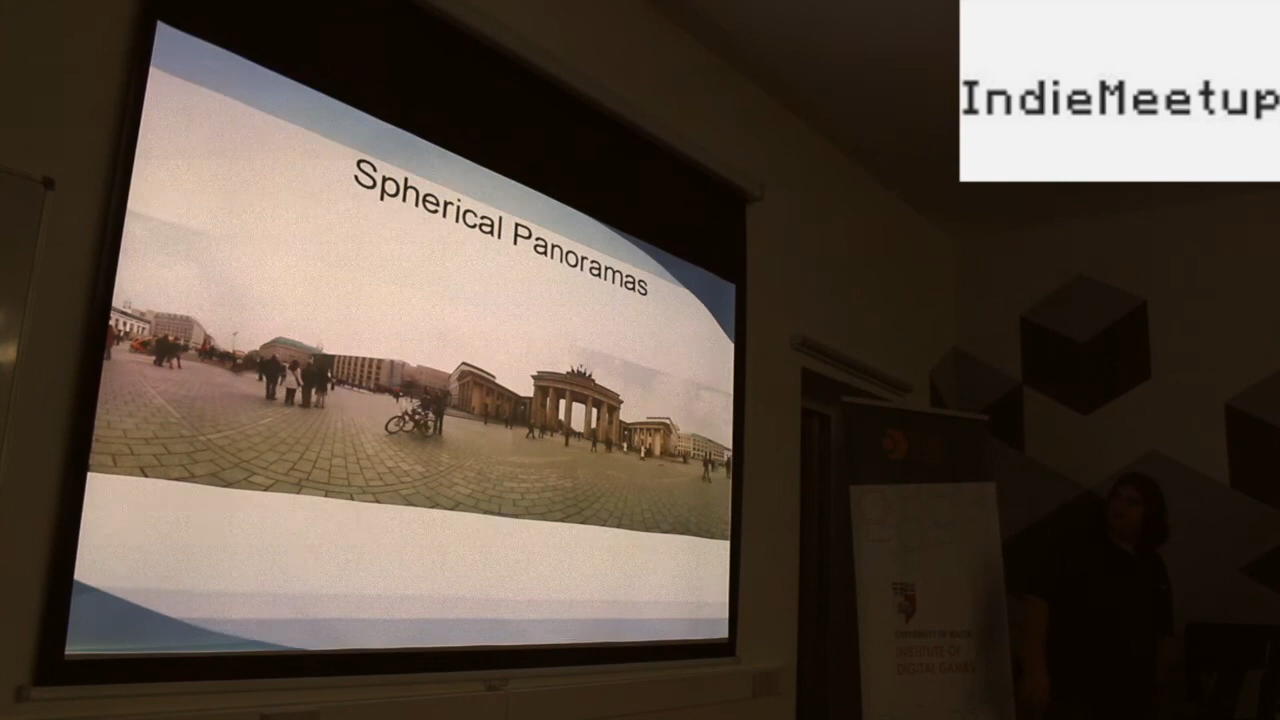 IndieMeetup
Spherical Panoramas
UNIVERSITY OF MALTA
INSTITUTE OF
DIGITAL GAMES